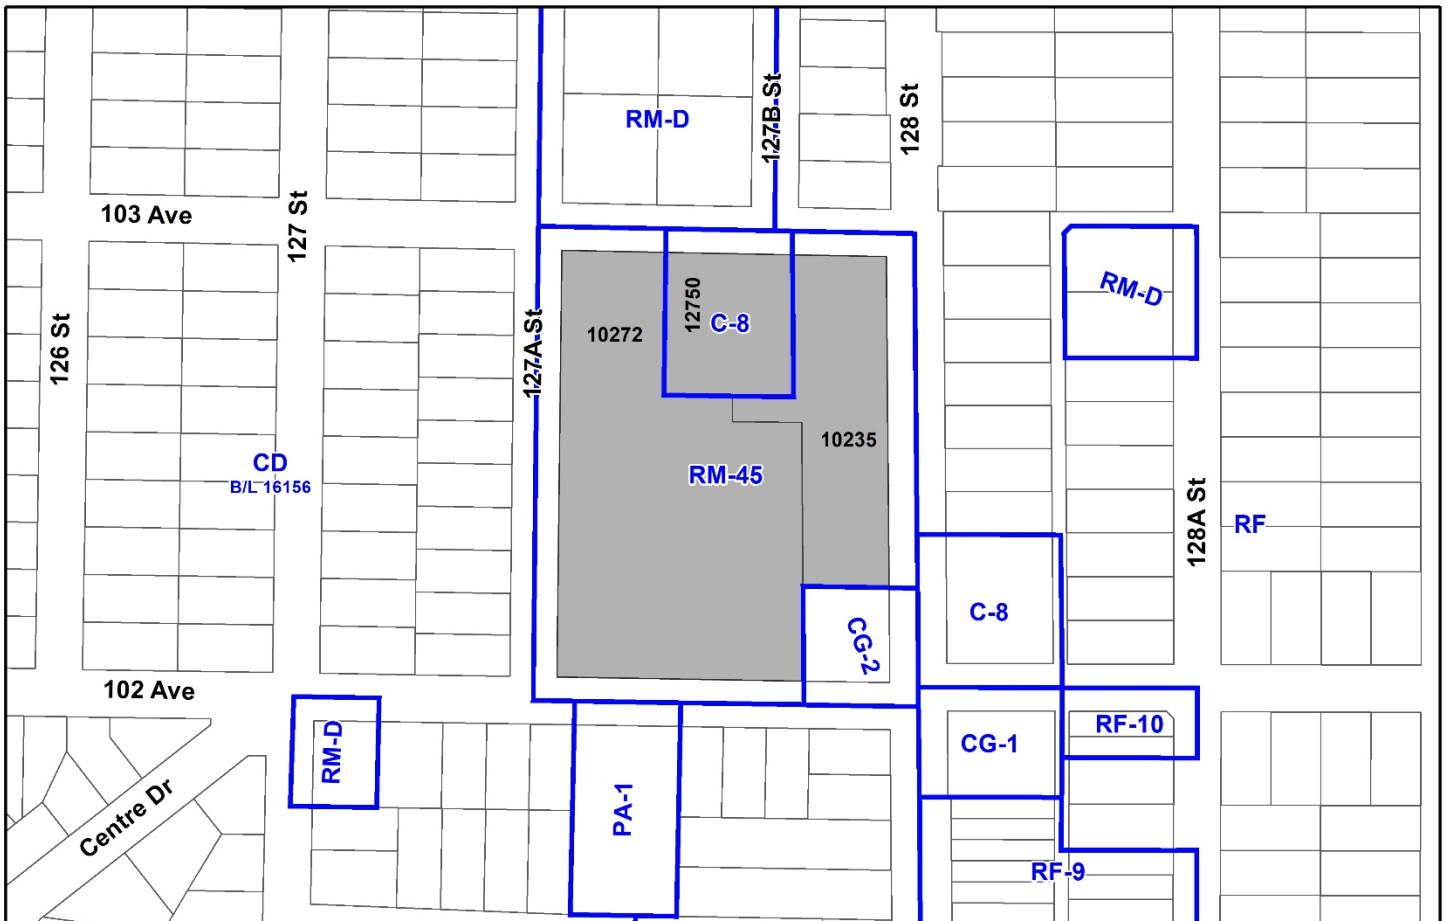 RM-D
127B St
128 St
103 Ave
127 St
RM-D
12750
C-8
10272
126 St
127A St
10235
CD
B/L 16156
RM-45
128A St
RF
C-8
CG-2
102 Ave
RM-D
CG-1
RF-10
PA-1
Centre Dr
RF-9